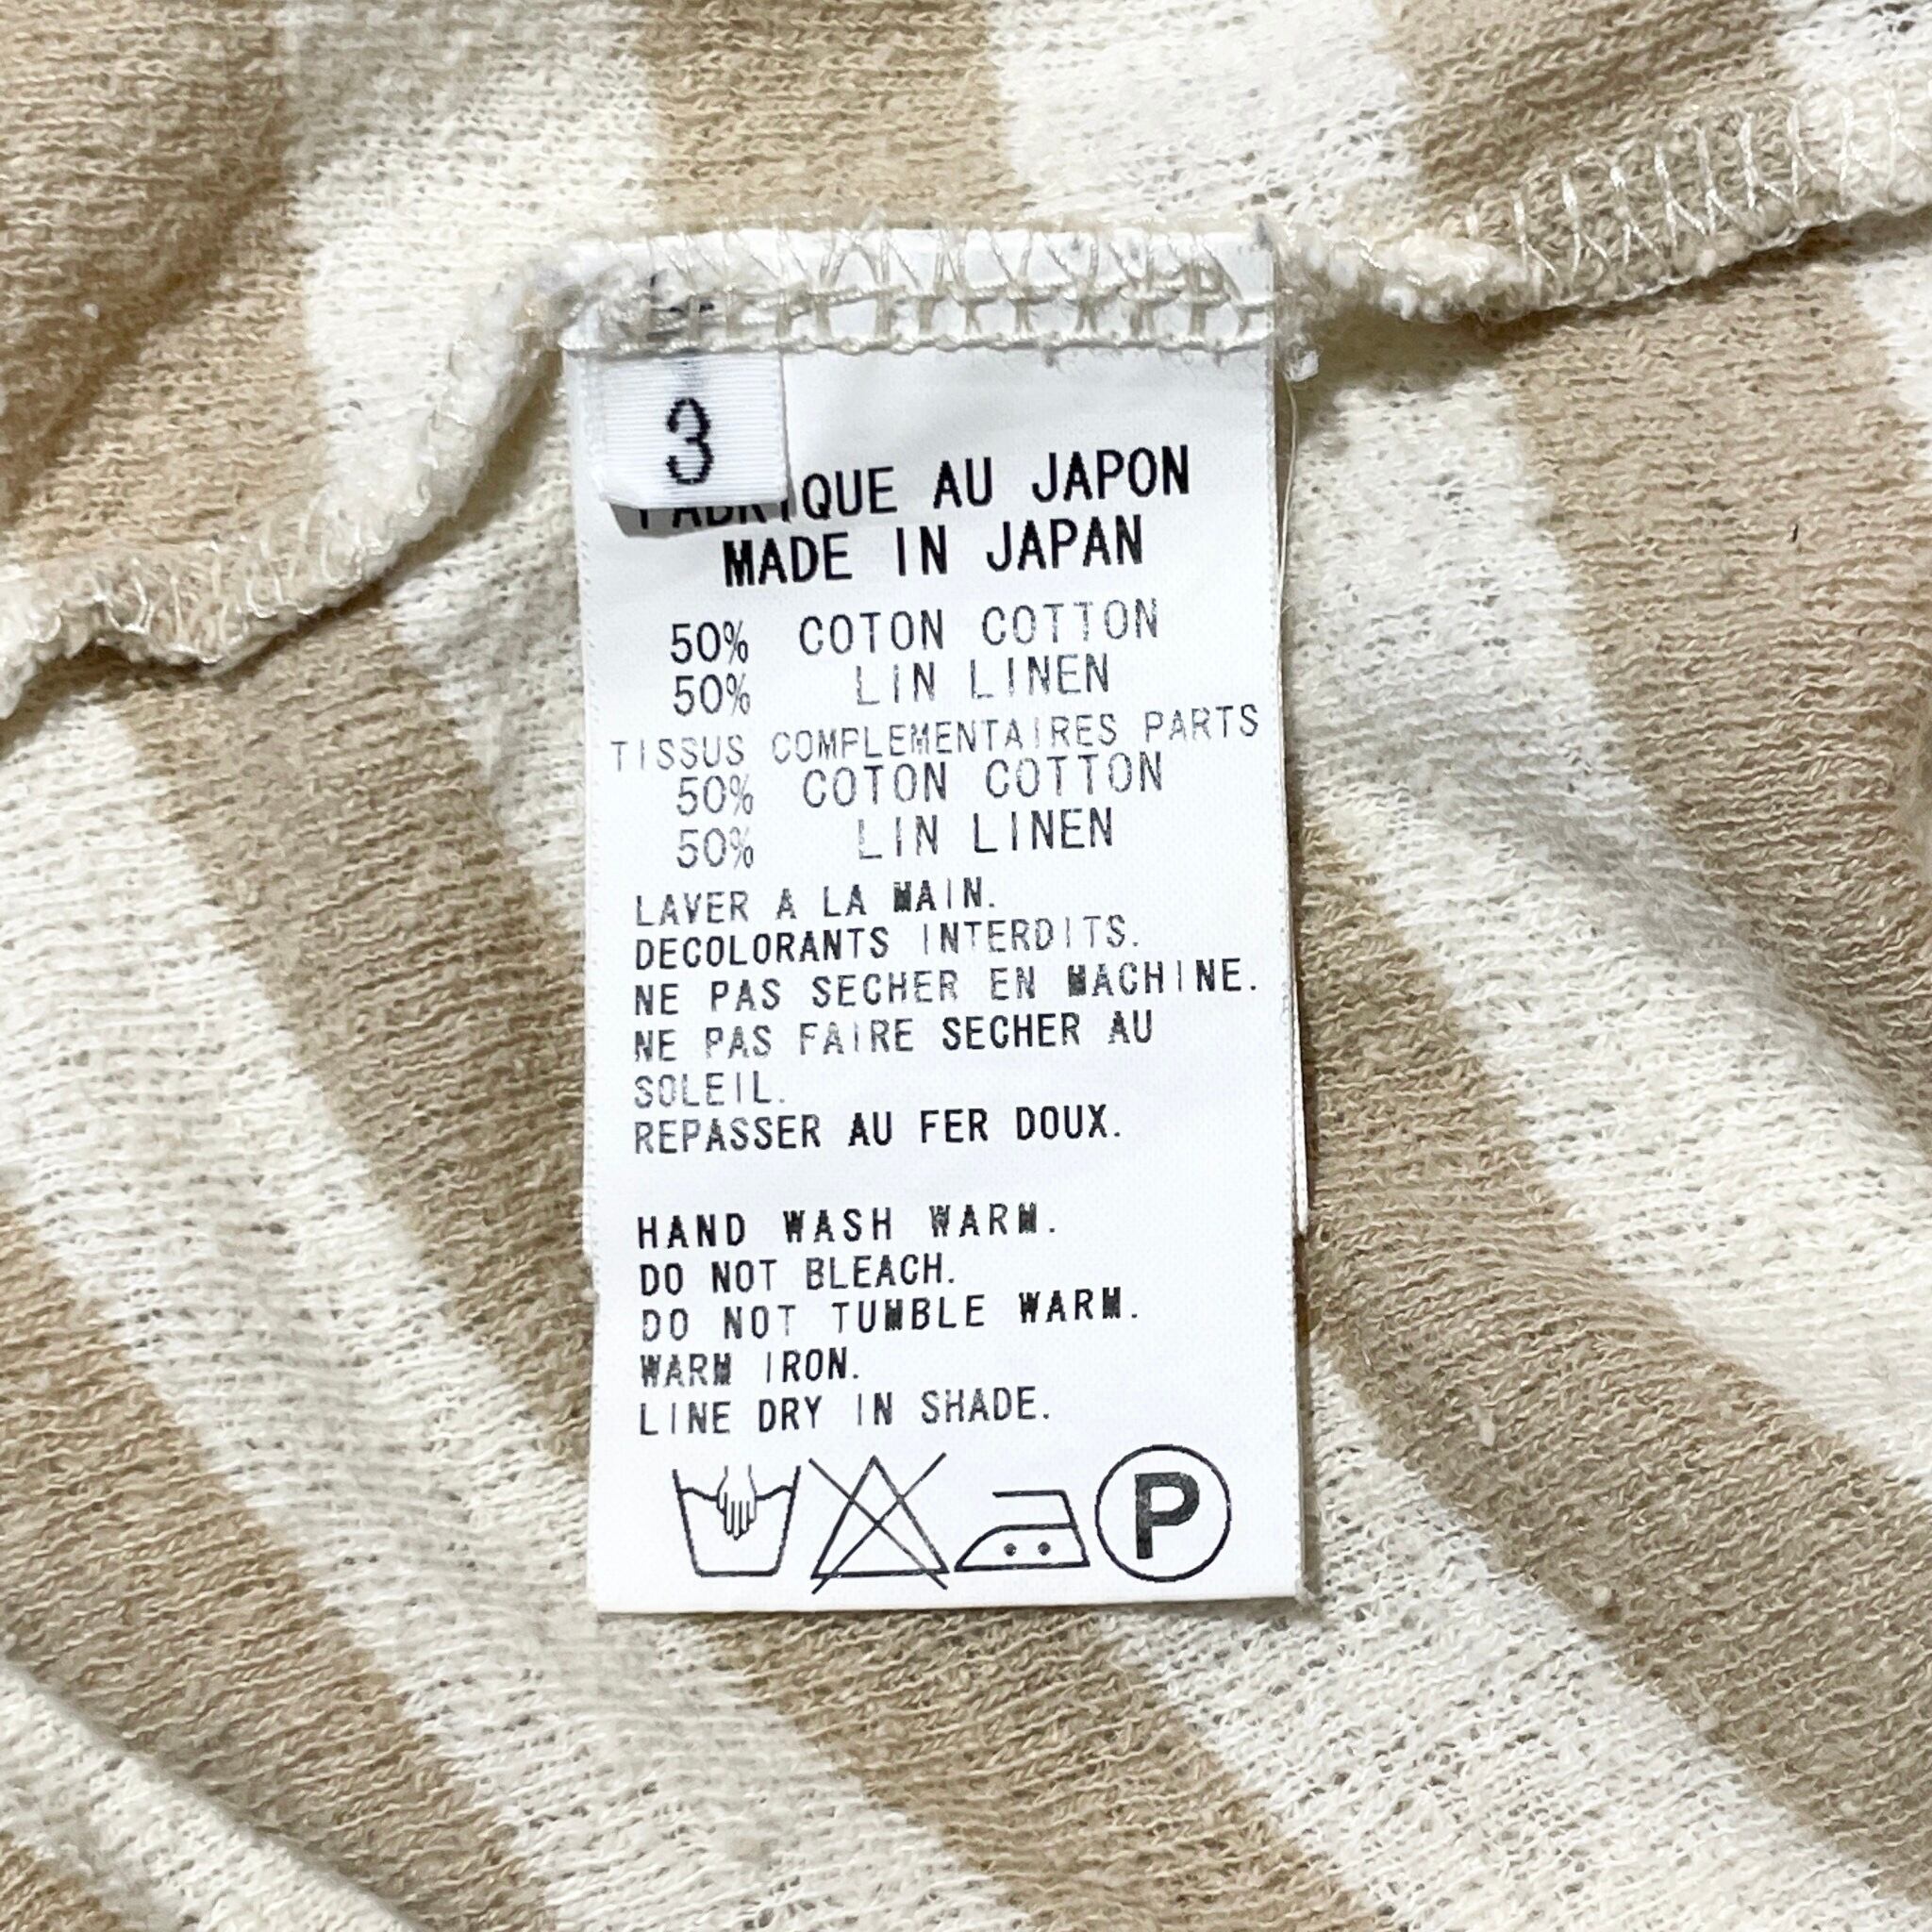 3
FABRIQUE AU JAPON
MADE IN JAPAN
50% COTON COTTON
50% LIN LINEN
TISSUS COMPLEMENTAIRES PARTS
50% COTON COTTON
50% LIN LINEN
LAVER A LA MAIN.
DECOLORANTS INTERDITS.
NE PAS SECHER EN MACHINE.
NE PAS FAIRE SECHER AU
SOLEIL.
REPASSER AU FER DOUX.
HAND WASH WARM.
DO NOT BLEACH.
DO NOT TUMBLE WARM.
WARM IRON.
LINE DRY IN SHADE.
P